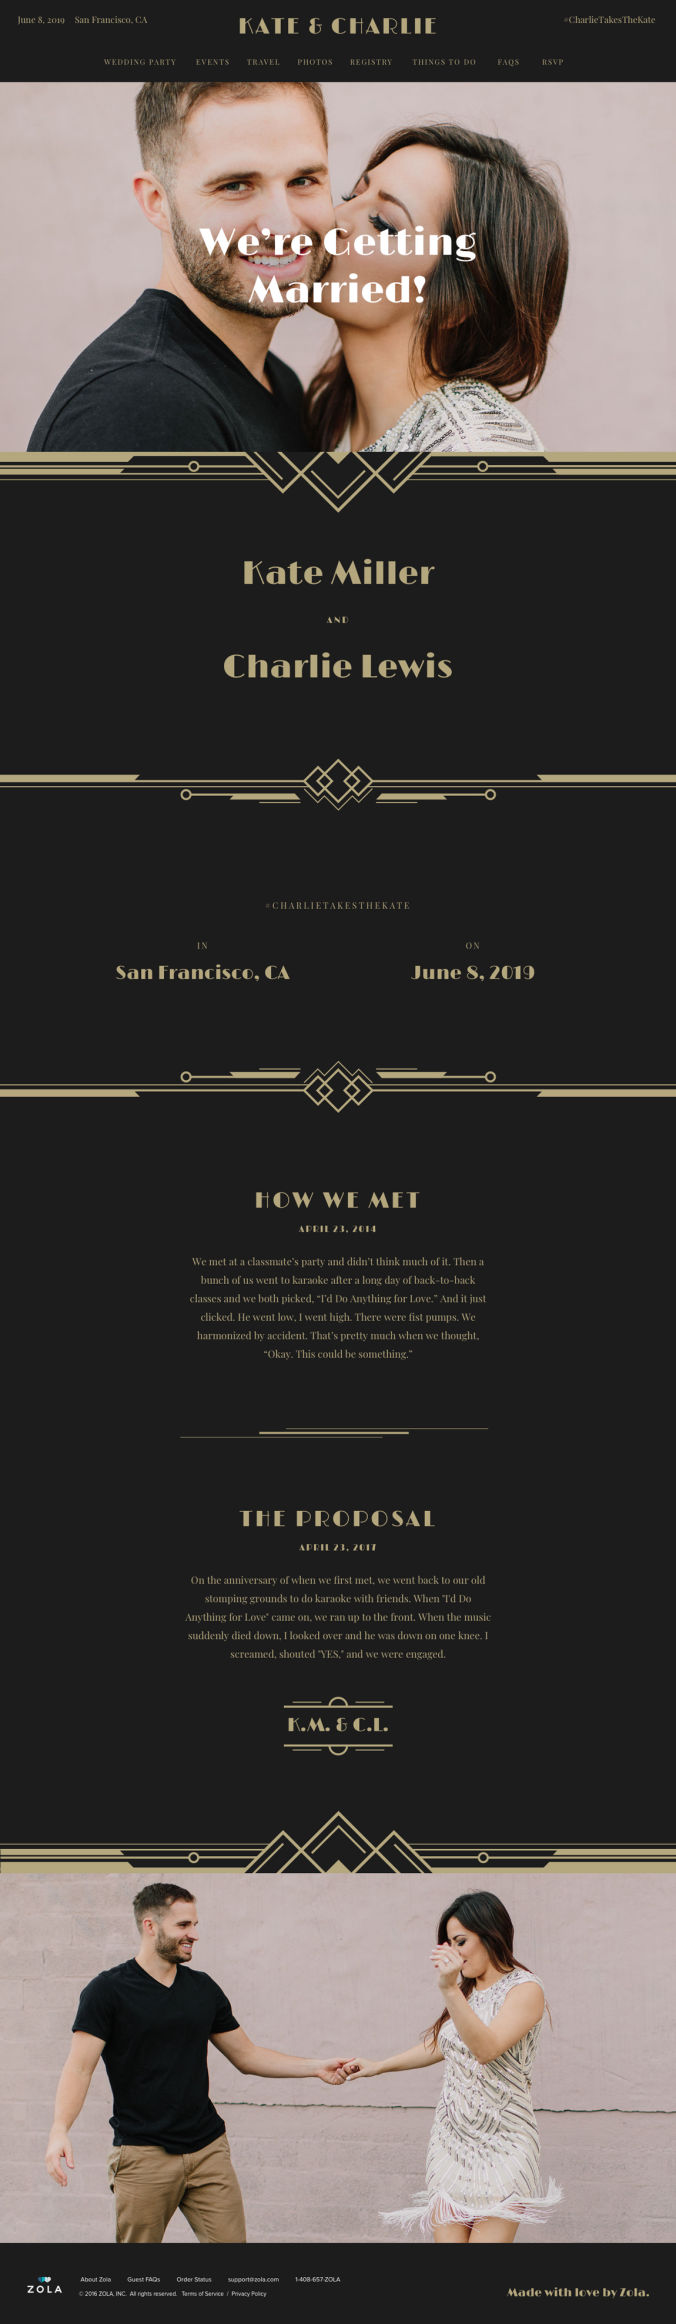 June 8, 2019 San Francisco, CA
KATE & CHARLIE
#CharlieTakesTheKate
WEDDING PARTY EVENTS TRAVEL PHOTOS REGISTRY THINGS TO DO FAQS RSVP
We're Getting
Married!
Kate Miller
AND
Charlie Lewis
#CHARLIETAKESTHEKATE
IN
San Francisco, CA
ON
June 8, 2019
HOW WE MET
APRIL 23, 2014
We met at a classmate's party and didn't think much of it. Then a
bunch of us went to karaoke after a long day of back-to-back
classes and we both picked, "I'd Do Anything for Love." And it just
clicked. He went low, I went high. There were fist pumps. We
harmonized by accident. That's pretty much when we thought,
"Okay. This could be something."
THE PROPOSAL
APRIL 23, 2017
On the anniversary of when we first met, we went back to our old
stomping grounds to do karaoke with friends. When "I'd Do
Anything for Love" came on, we ran up to the front. When the music
suddenly died down, I looked over and he was down on one knee. I
screamed, shouted "YES," and we were engaged.
K.M. & C.L.
ZOLA
About Zola Guest FAQs Order Status support@zola.com 1-408-657-ZOLA
© 2016 ZOLA, INC. All rights reserved. Terms of Service / Privacy Policy
Made with love by Zola.